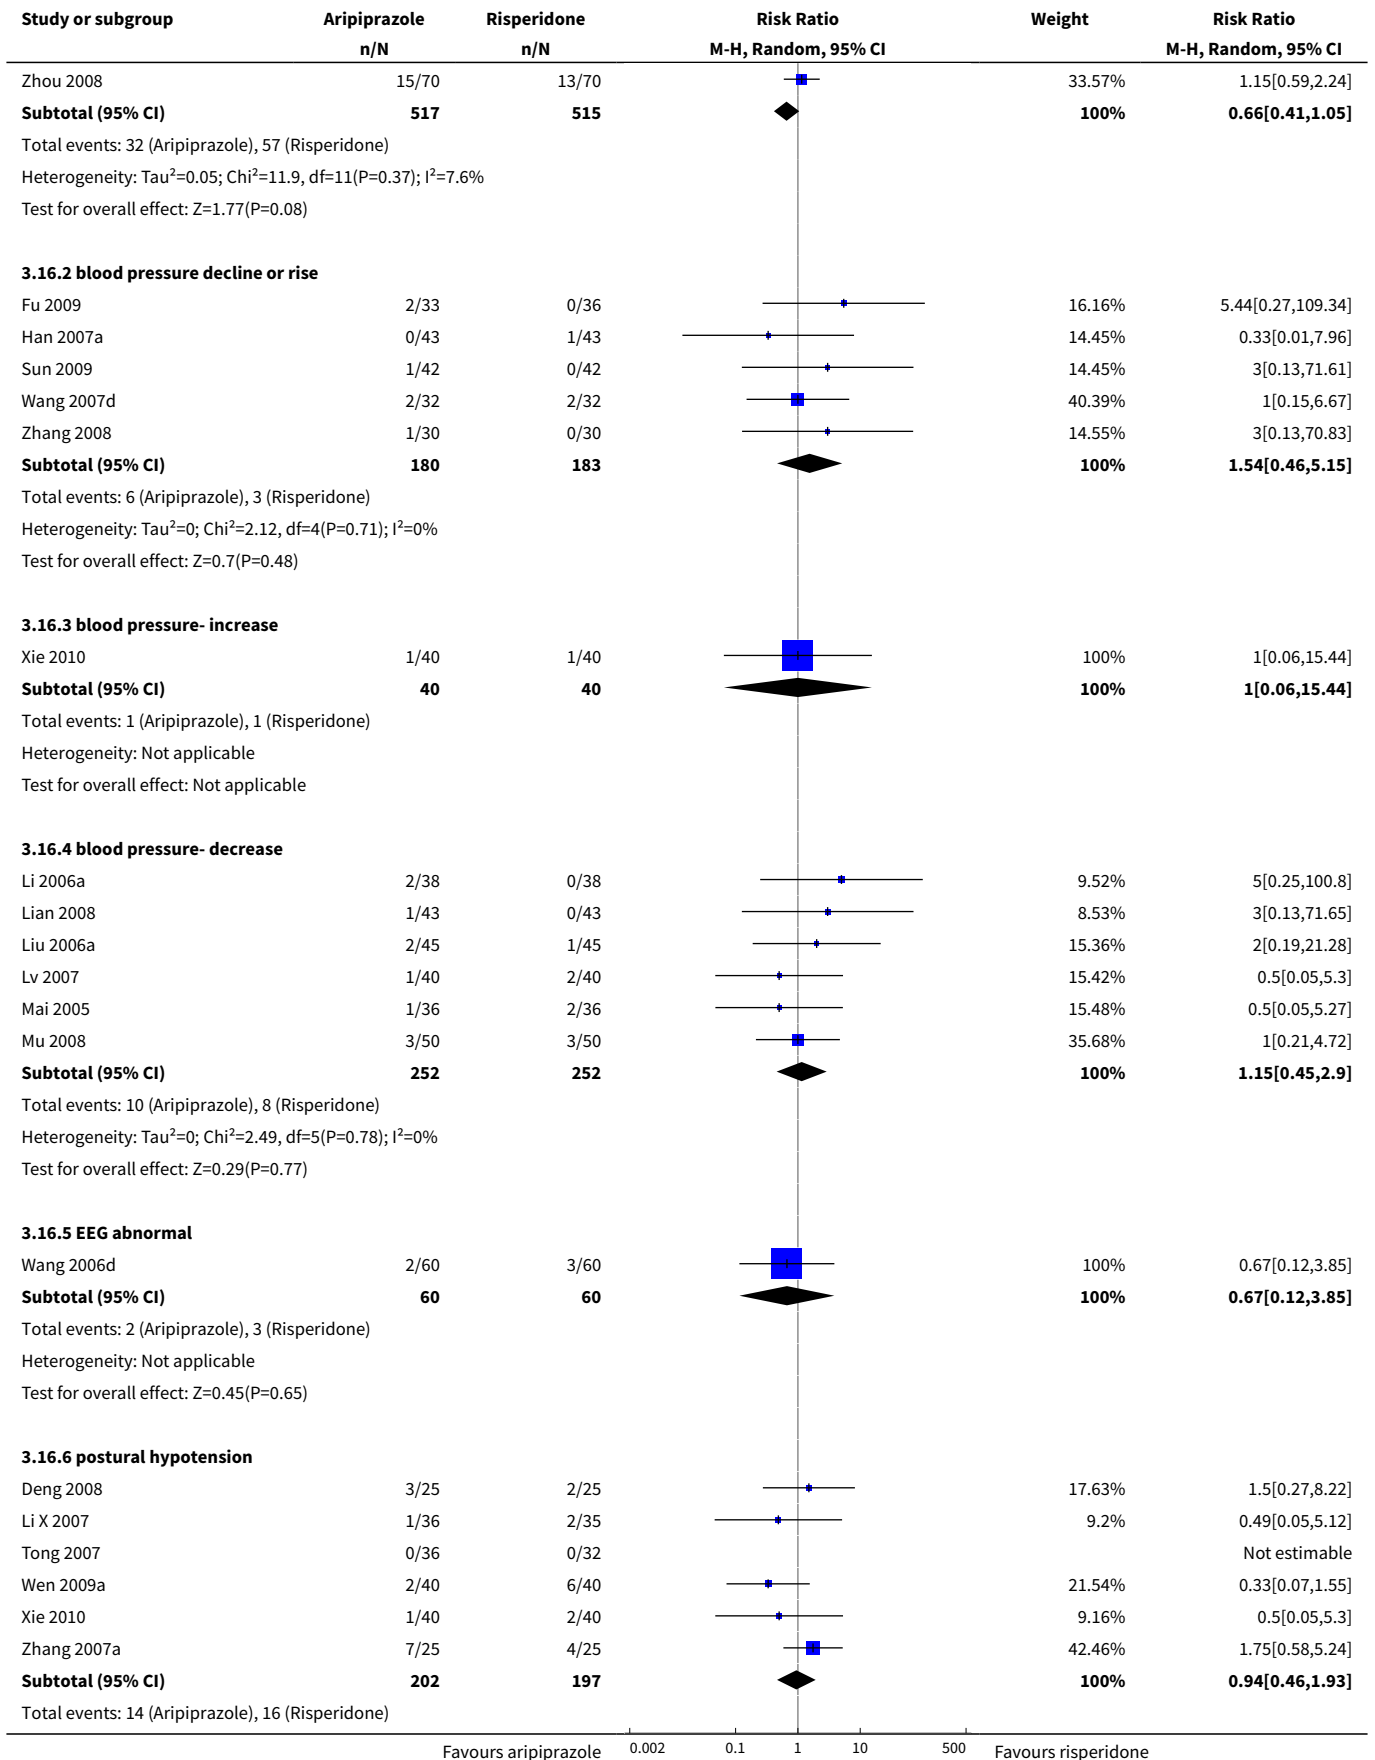 Study or subgroup Aripiprazole Risperidone Risk Ratio Weight Risk Ratio
n/N n/N M-H, Random, 95% CI M-H, Random, 95% CI
Zhou 2008 15/70 13/70 33.57% 1.15[0.59,2.24]
Subtotal (95% CI) 517 515 100% 0.66[0.41,1.05]
Total events: 32 (Aripiprazole), 57 (Risperidone)
Heterogeneity: Tau²=0.05; Chi²=11.9, df=11(P=0.37); I²=7.6%
Test for overall effect: Z=1.77(P=0.08)
3.16.2 blood pressure decline or rise
Fu 2009 2/33 0/36 16.16% 5.44[0.27,109.34]
Han 2007a 0/43 1/43 14.45% 0.33[0.01,7.96]
Sun 2009 1/42 0/42 14.45% 3[0.13,71.61]
Wang 2007d 2/32 2/32 40.39% 1[0.15,6.67]
Zhang 2008 1/30 0/30 14.55% 3[0.13,70.83]
Subtotal (95% CI) 180 183 100% 1.54[0.46,5.15]
Total events: 6 (Aripiprazole), 3 (Risperidone)
Heterogeneity: Tau²=0; Chi²=2.12, df=4(P=0.71); I²=0%
Test for overall effect: Z=0.7(P=0.48)
3.16.3 blood pressure- increase
Xie 2010 1/40 1/40 100% 1[0.06,15.44]
Subtotal (95% CI) 40 40 100% 1[0.06,15.44]
Total events: 1 (Aripiprazole), 1 (Risperidone)
Heterogeneity: Not applicable
Test for overall effect: Not applicable
3.16.4 blood pressure- decrease
Li 2006a 2/38 0/38 9.52% 5[0.25,100.8]
Lian 2008 1/43 0/43 8.53% 3[0.13,71.65]
Liu 2006a 2/45 1/45 15.36% 2[0.19,21.28]
Lv 2007 1/40 2/40 15.42% 0.5[0.05,5.3]
Mai 2005 1/36 2/36 15.48% 0.5[0.05,5.27]
Mu 2008 3/50 3/50 35.68% 1[0.21,4.72]
Subtotal (95% CI) 252 252 100% 1.15[0.45,2.9]
Total events: 10 (Aripiprazole), 8 (Risperidone)
Heterogeneity: Tau²=0; Chi²=2.49, df=5(P=0.78); I²=0%
Test for overall effect: Z=0.29(P=0.77)
3.16.5 EEG abnormal
Wang 2006d 2/60 3/60 100% 0.67[0.12,3.85]
Subtotal (95% CI) 60 60 100% 0.67[0.12,3.85]
Total events: 2 (Aripiprazole), 3 (Risperidone)
Heterogeneity: Not applicable
Test for overall effect: Z=0.45(P=0.65)
3.16.6 postural hypotension
Deng 2008 3/25 2/25 17.63% 1.5[0.27,8.22]
Li X 2007 1/36 2/35 9.2% 0.49[0.05,5.12]
Tong 2007 0/36 0/32 Not estimable
Wen 2009a 2/40 6/40 21.54% 0.33[0.07,1.55]
Xie 2010 1/40 2/40 9.16% 0.5[0.05,5.3]
Zhang 2007a 7/25 4/25 42.46% 1.75[0.58,5.24]
Subtotal (95% CI) 202 197 100% 0.94[0.46,1.93]
Total events: 14 (Aripiprazole), 16 (Risperidone)
Favours aripiprazole 0.002 0.1 1 10 500 Favours risperidone